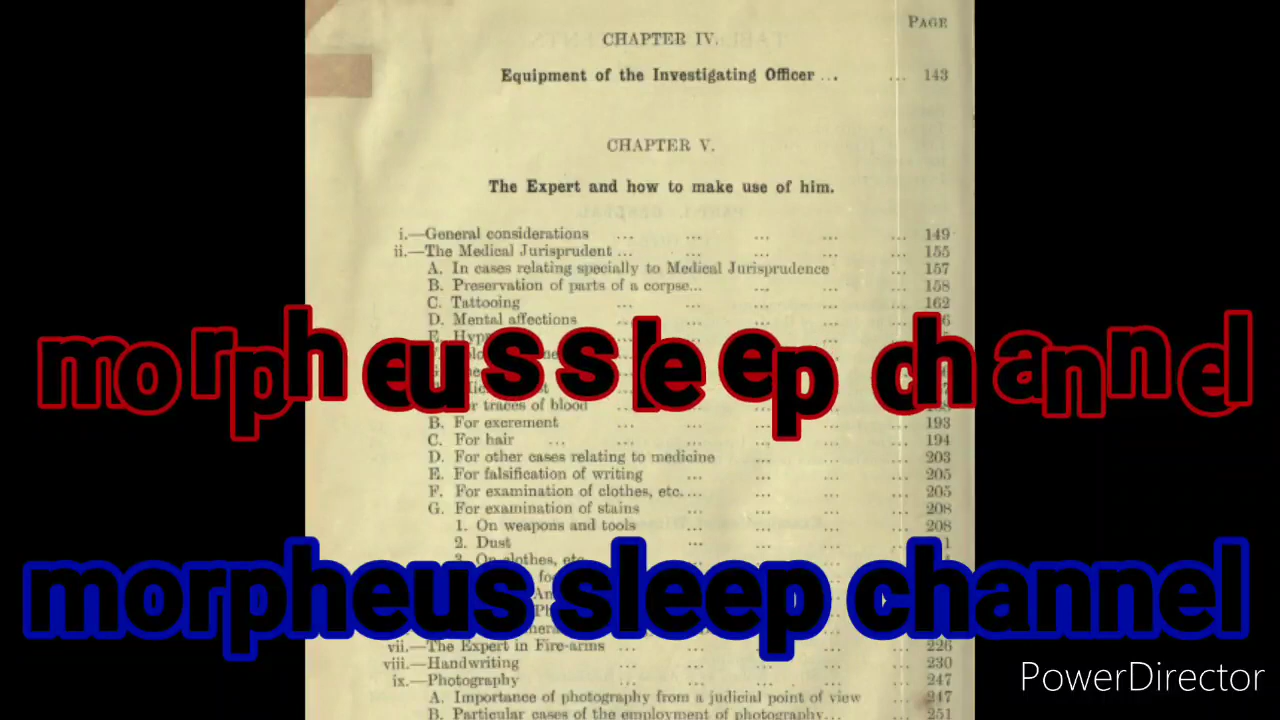 PAGE
CHAPTER IV.
Equipment of the Investigating Officer ... ... 143
CHAPTER V.
The Expert and how to make use of him.
i.—General considerations ... ... ... ... ... 149
ii.—The Medical Jurisprudent ... ... ... ... ... 155
A. In cases relating specially to Medical Jurisprudence ... 157
B. Preservation of parts of a corpse... ... ... ... 158
C. Tattooing ... ... ... ... ... 162
D. Mental affections
morpheus sleep channel
traces of blood
B. For excrement ... ... ... ... ... 193
C. For hair ... ... ... ... ... ... 194
D. For other cases relating to medicine ... ... ... 203
E. For falsification of writing ... ... ... ... 205
F. For examination of clothes, etc. ... ... ... ... 205
G. For examination of stains ... ... ... ... 208
1. On weapons and tools ... ... ... ... 208
2. Dust ... ... ...
3. On clothes, etc.
morpheus sleep channel
vii.—The Expert in Fire-arms ... ... ... ... ... 226
viii.—Handwriting ... ... ... ... ... 230
ix.—Photography ... ... ... ... ... 247
A. Importance of photography from a judicial point of view ... 247
B. Particular cases of the employment of photography... ... 251
PowerDirector